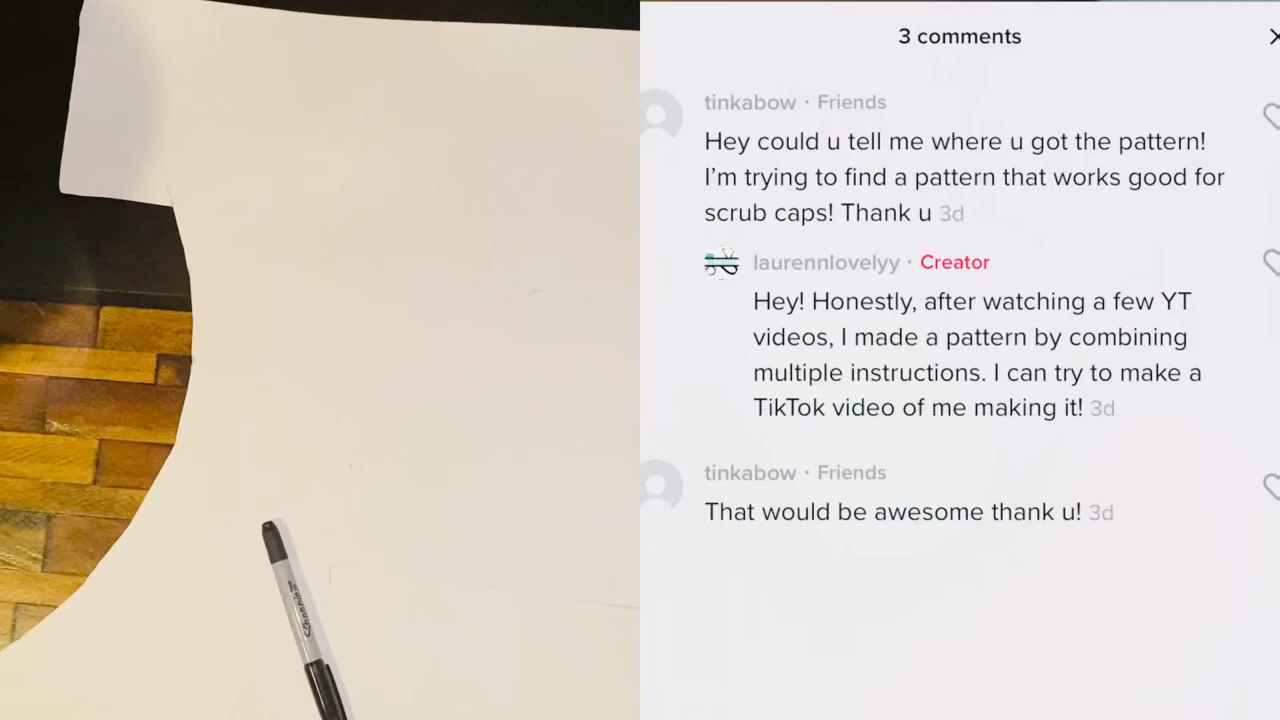 3 comments
tinkabow · Friends
Hey could u tell me where u got the pattern!
I'm trying to find a pattern that works good for
scrub caps! Thank u 3d
laurennlovelyy · Creator
Hey! Honestly, after watching a few YT
videos, I made a pattern by combining
multiple instructions. I can try to make a
TikTok video of me making it! 3d
tinkabow · Friends
That would be awesome thank u! 3d
Sharpie